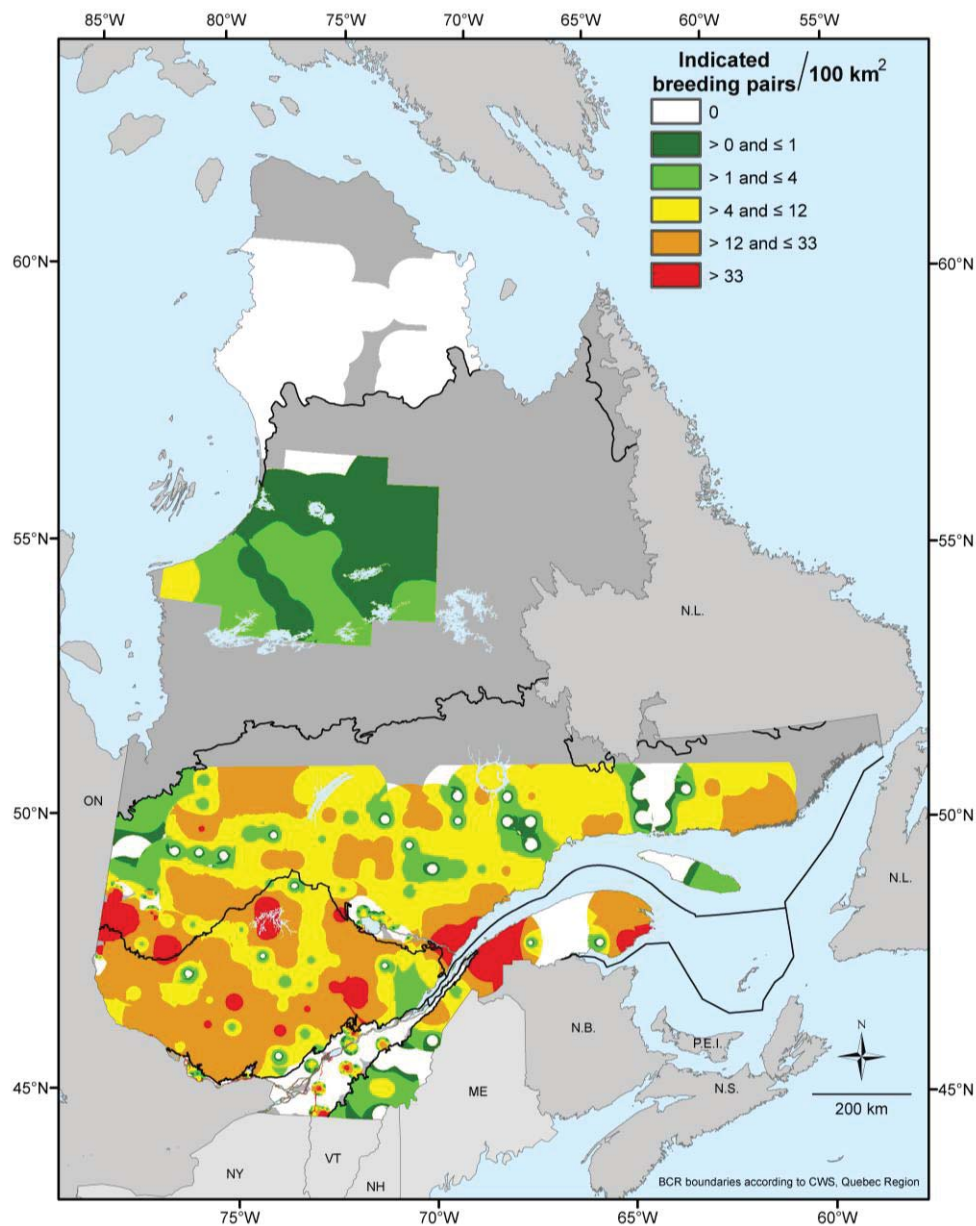 85°W 80°W 75°W 70°W 65°W 60°W 55°W
Indicated
breeding pairs/100 km²
0
> 0 and ≤ 1
> 1 and ≤ 4
> 4 and ≤ 12
> 12 and ≤ 33
> 33
60°N 60°N
55°N 55°N
N.L.
ON
50°N 50°N
N.L.
N.B.
P.E.I.
N
45°N 45°N
ME
N.S.
200 km
NY
VT
NH
BCR boundaries according to CWS, Quebec Region
75°W 70°W 65°W 60°W